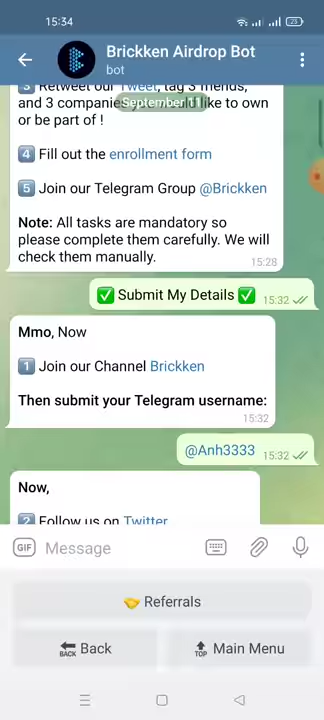 15:34
23
Brickken Airdrop Bot
bot
3 Retweet our Tweet, tag 3 friends,
and 3 companies you would like to own
or be part of !
September 11
4 Fill out the enrollment form
5 Join our Telegram Group @Brickken
Note: All tasks are mandatory so
please complete them carefully. We will
check them manually.
15:28
✅ Submit My Details ✅ 15:32
Mmo, Now
1 Join our Channel Brickken
Then submit your Telegram username:
15:32
@Anh3333 15:32
Now,
2 Follow us on Twitter
GIF Message
🤝 Referrals
BACK Back
TOP Main Menu